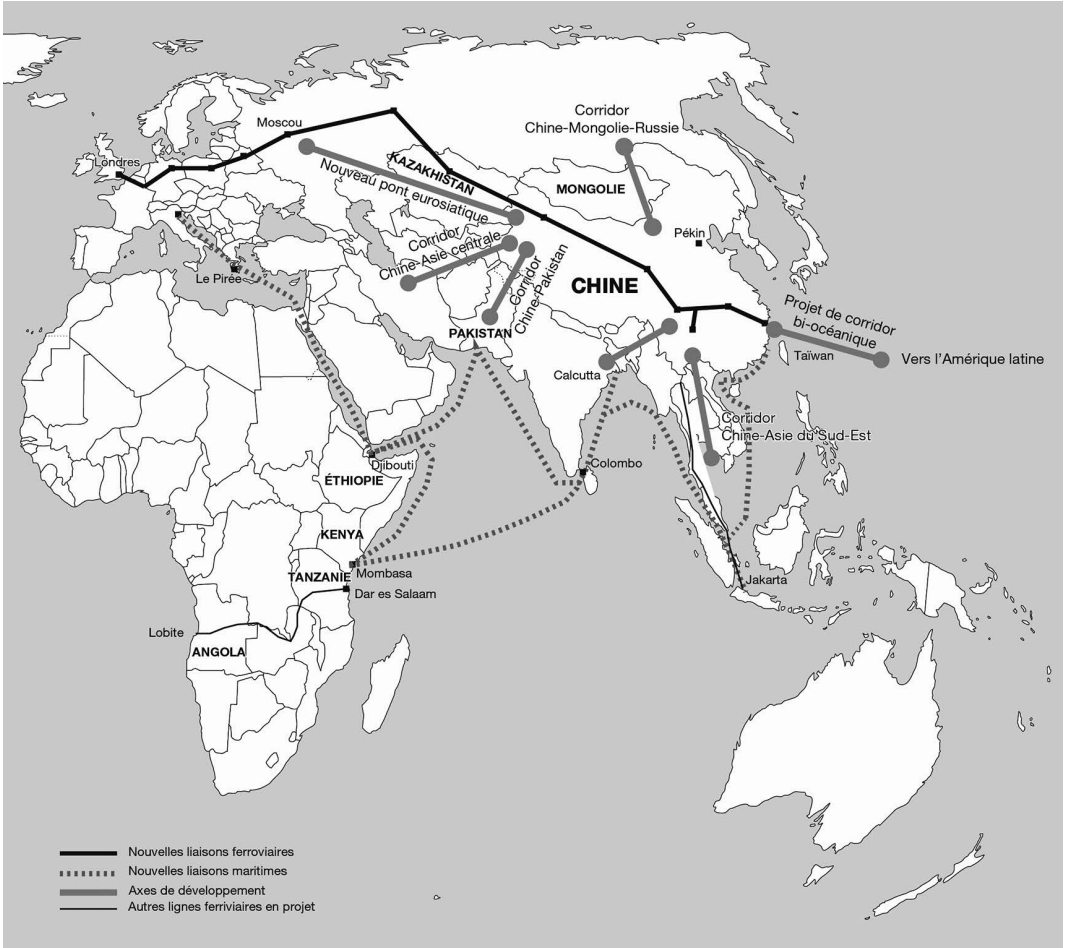 Corridor
Chine-Mongolie-Russie
Moscou
Londres
KAZAKHISTAN
Nouveau pont eurosiatique
MONGOLIE
Pékin
Corridor
Chine-Asie centrale
Le Pirée
Corridor
Chine-Pakistan
CHINE
Projet de corridor
bi-océanique
PAKISTAN
Taïwan
Vers l'Amérique latine
Calcutta
Corridor
Chine-Asie du Sud-Est
Djibouti
Colombo
ÉTHIOPIE
KENYA
TANZANIE
Mombasa
Jakarta
Dar es Salaam
Lobite
ANGOLA
Nouvelles liaisons ferroviaires
Nouvelles liaisons maritimes
Axes de développement
Autres lignes ferriviaires en projet